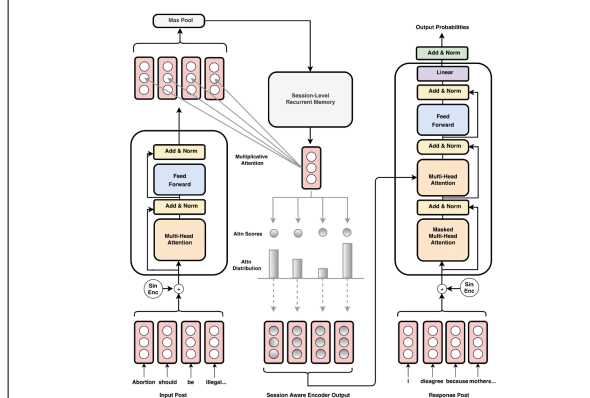 Max Pool
Session-Level
Recurrent Memory
Multiplicative
Attention
Add & Norm
Feed
Forward
Add & Norm
Multi-Head
Attention
Sin
Enc
+
Abortion should be illegal...
Input Post
Attn Scores
Attn
Distribution
Session Aware Encoder Output
Output Probabilities
Add & Norm
Linear
Add & Norm
Feed
Forward
Add & Norm
Multi-Head
Attention
Add & Norm
Masked
Multi-Head
Attention
+
Sin
Enc
i disagree because mothers...
Response Post